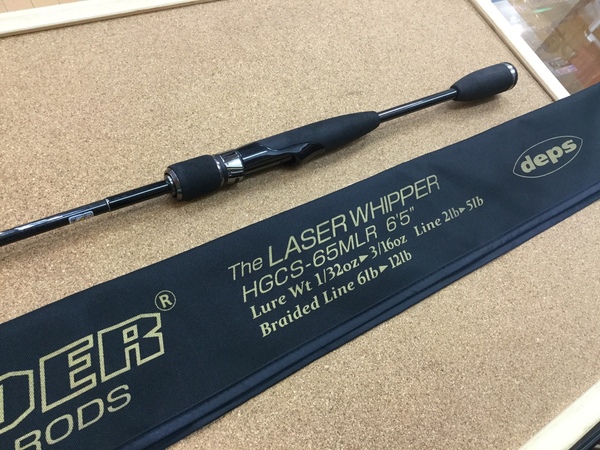 deps
The LASER WHIPPER
HGCS-65MLR 6'5"
Lure Wt 1/32oz►3/16oz Line 2lb►5lb
Braided Line 6lb►12lb
DER®
RODS